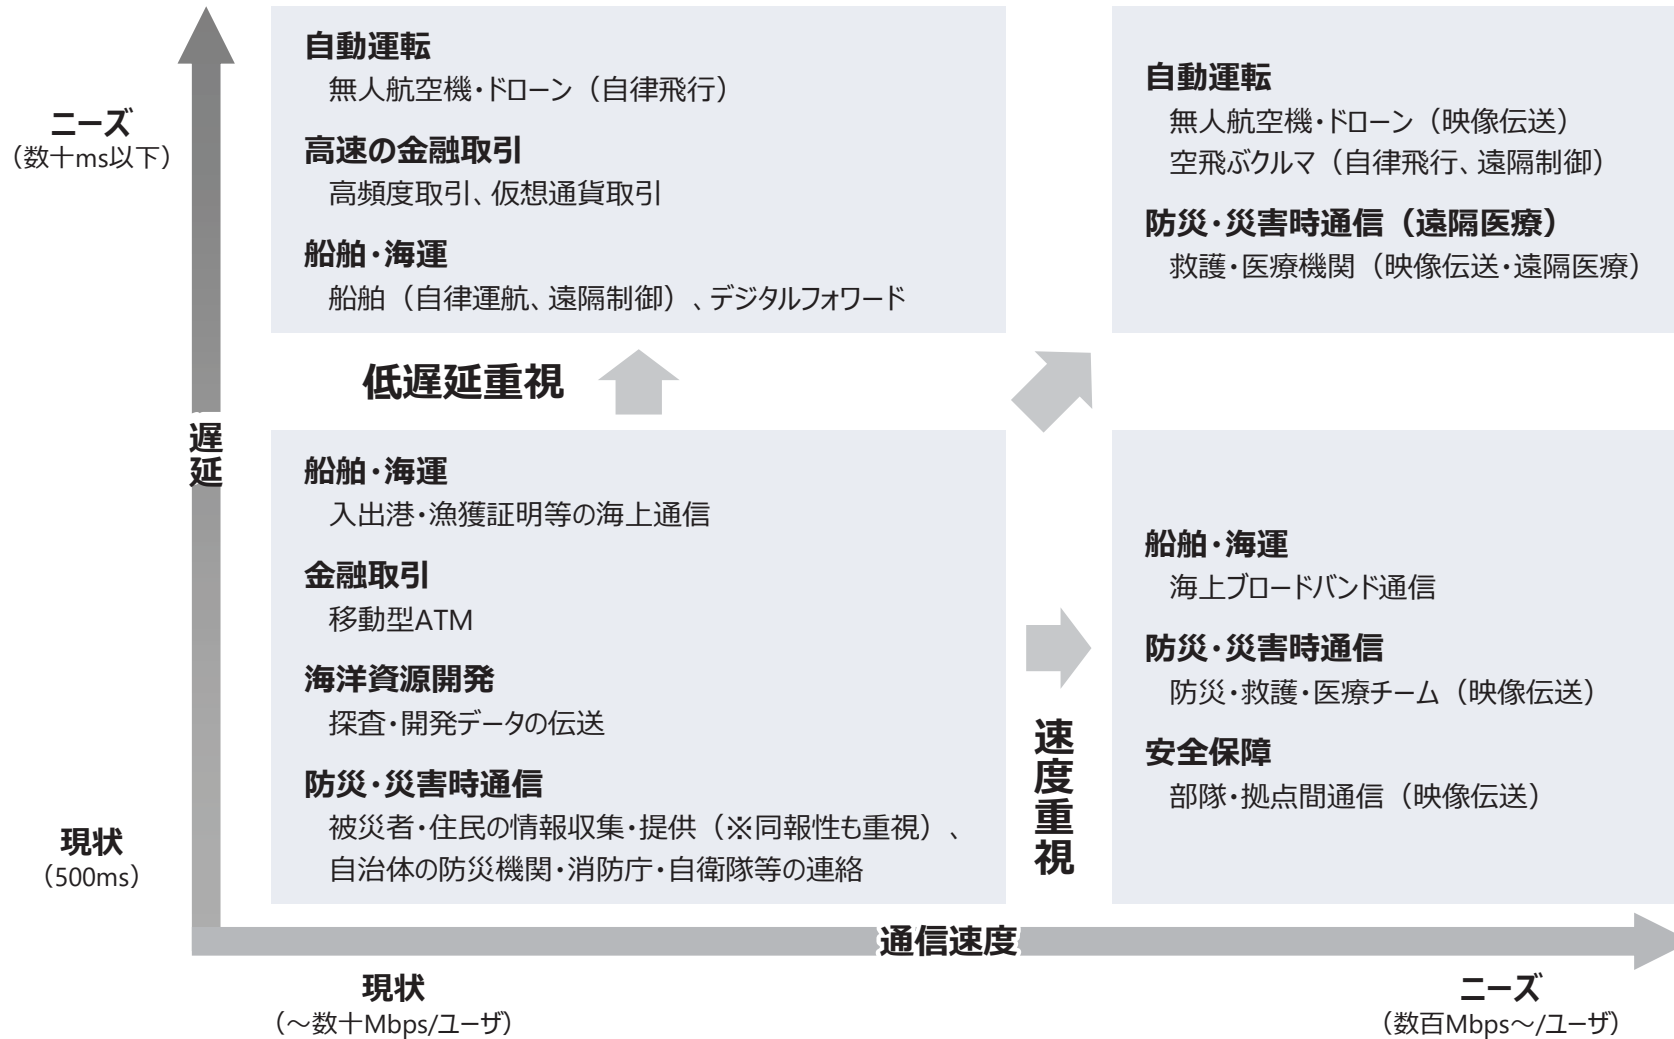 ニーズ
（数十ms以下）
自動運転
無人航空機・ドローン（自律飛行）
高速の金融取引
高頻度取引、仮想通貨取引
船舶・海運
船舶（自律運航、遠隔制御）、デジタルフォワード
自動運転
無人航空機・ドローン（映像伝送）
空飛ぶクルマ（自律飛行、遠隔制御）
防災・災害時通信（遠隔医療）
救護・医療機関（映像伝送・遠隔医療）
低遅延重視
遅延
船舶・海運
入出港・漁獲証明等の海上通信
金融取引
移動型ATM
海洋資源開発
探査・開発データの伝送
防災・災害時通信
被災者・住民の情報収集・提供（※同報性も重視）、
自治体の防災機関・消防庁・自衛隊等の連絡
速度重視
船舶・海運
海上ブロードバンド通信
防災・災害時通信
防災・救護・医療チーム（映像伝送）
安全保障
部隊・拠点間通信（映像伝送）
現状
（500ms）
通信速度
現状
（～数十Mbps/ユーザ）
ニーズ
（数百Mbps～/ユーザ）